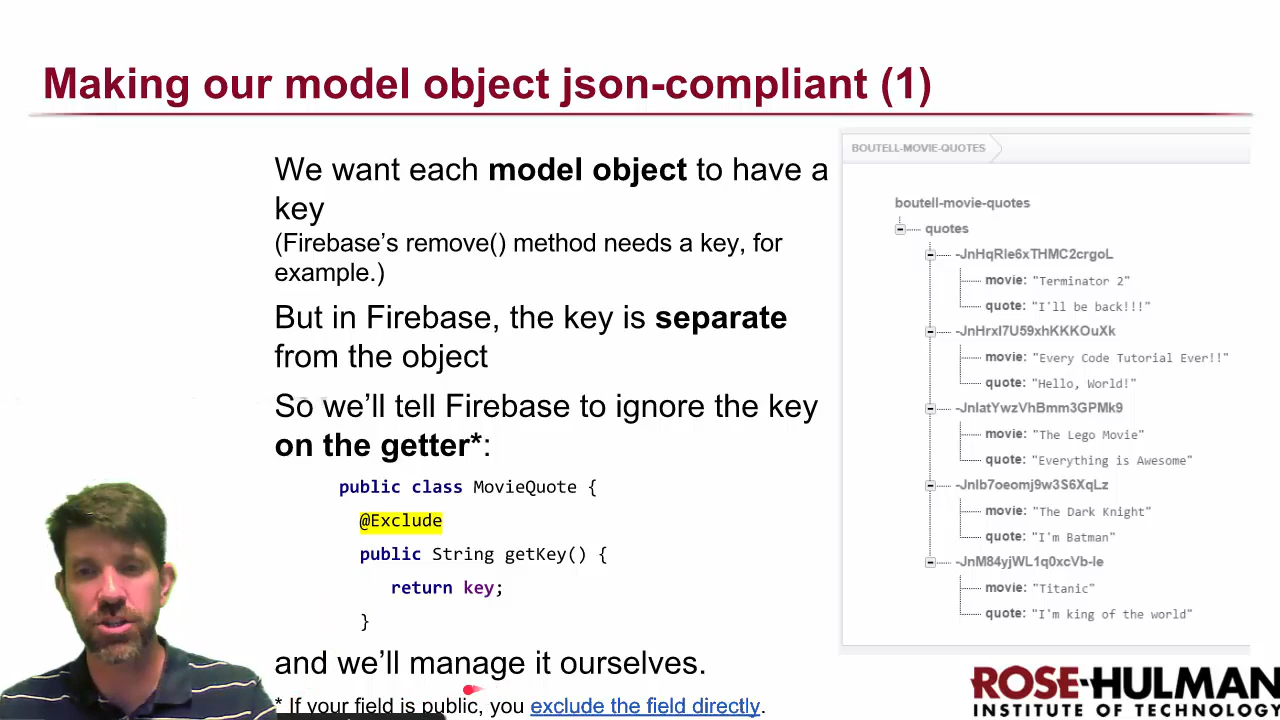 Making our model object json-compliant (1)
We want each model object to have a
key
(Firebase's remove() method needs a key, for
example.)
But in Firebase, the key is separate
from the object
So we'll tell Firebase to ignore the key
on the getter*:
public class MovieQuote {
@Exclude
public String getKey() {
return key;
}
and we'll manage it ourselves.
* If your field is public, you exclude the field directly.
BOUTELL-MOVIE-QUOTES
boutell-movie-quotes
quotes
-JnHqRle6xTHMC2crgoL
movie: "Terminator 2"
quote: "I'll be back!!!"
-JnHrxI7U59xhKKKOuXk
movie: "Every Code Tutorial Ever!!"
quote: "Hello, World!"
-JnIatYwzVhBmm3GPMk9
movie: "The Lego Movie"
quote: "Everything is Awesome"
-JnIb7oeomj9w3S6XqLz
movie: "The Dark Knight"
quote: "I'm Batman"
-JnM84yjWL1q0xcVb-le
movie: "Titanic"
quote: "I'm king of the world"
ROSE-HULMAN
INSTITUTE OF TECHNOLOGY